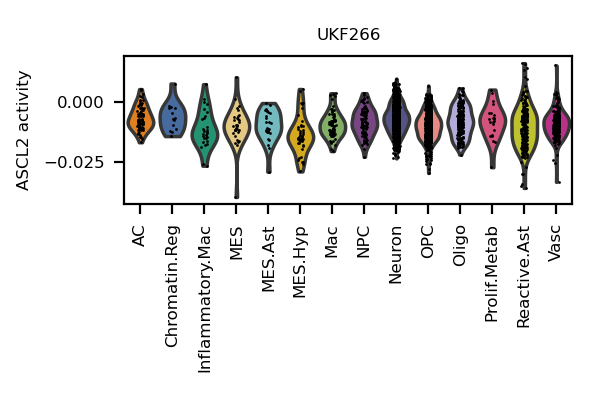 UKF266
ASCL2 activity
0.000
−0.025
AC
Chromatin.Reg
Inflammatory.Mac
MES
MES.Ast
MES.Hyp
Mac
NPC
Neuron
OPC
Oligo
Prolif.Metab
Reactive.Ast
Vasc